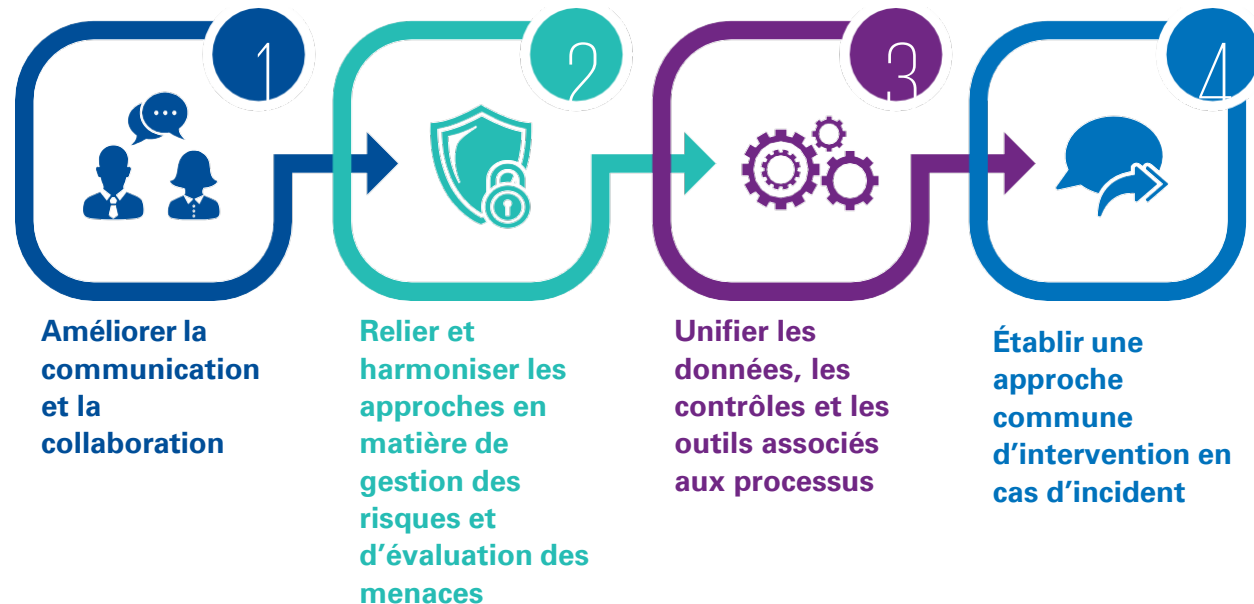 1
Améliorer la
communication
et la
collaboration
2
Relier et
harmoniser les
approches en
matière de
gestion des
risques et
d’évaluation des
menaces
3
Unifier les
données, les
contrôles et les
outils associés
aux processus
4
Établir une
approche
commune
d’intervention en
cas d’incident